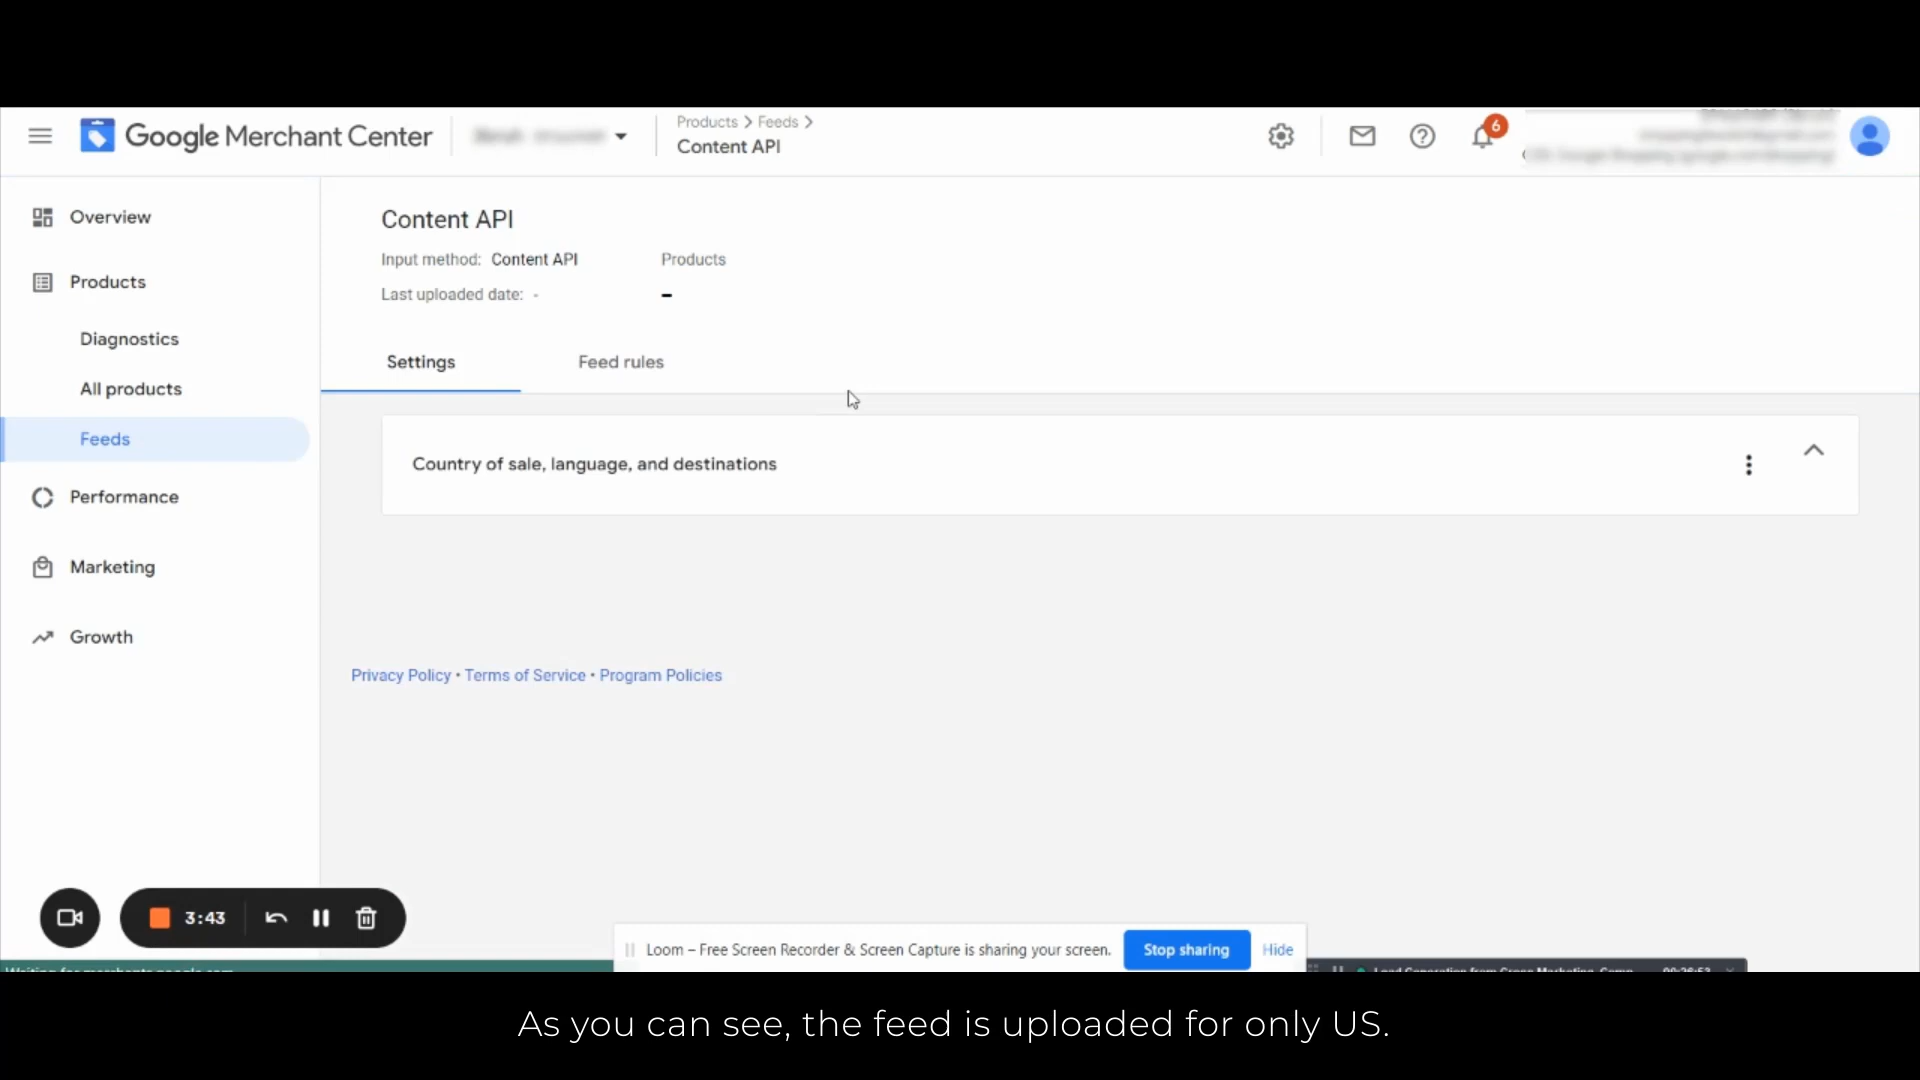 Google Merchant Center
Products > Feeds >
Content API
6
Overview
Products
Diagnostics
All products
Feeds
Performance
Marketing
Growth
Content API
Input method: Content API
Products
Last uploaded date: -
–
Settings
Feed rules
Country of sale, language, and destinations
Privacy Policy • Terms of Service • Program Policies
3:43
Loom – Free Screen Recorder & Screen Capture is sharing your screen.
Stop sharing
Hide
As you can see, the feed is uploaded for only US.